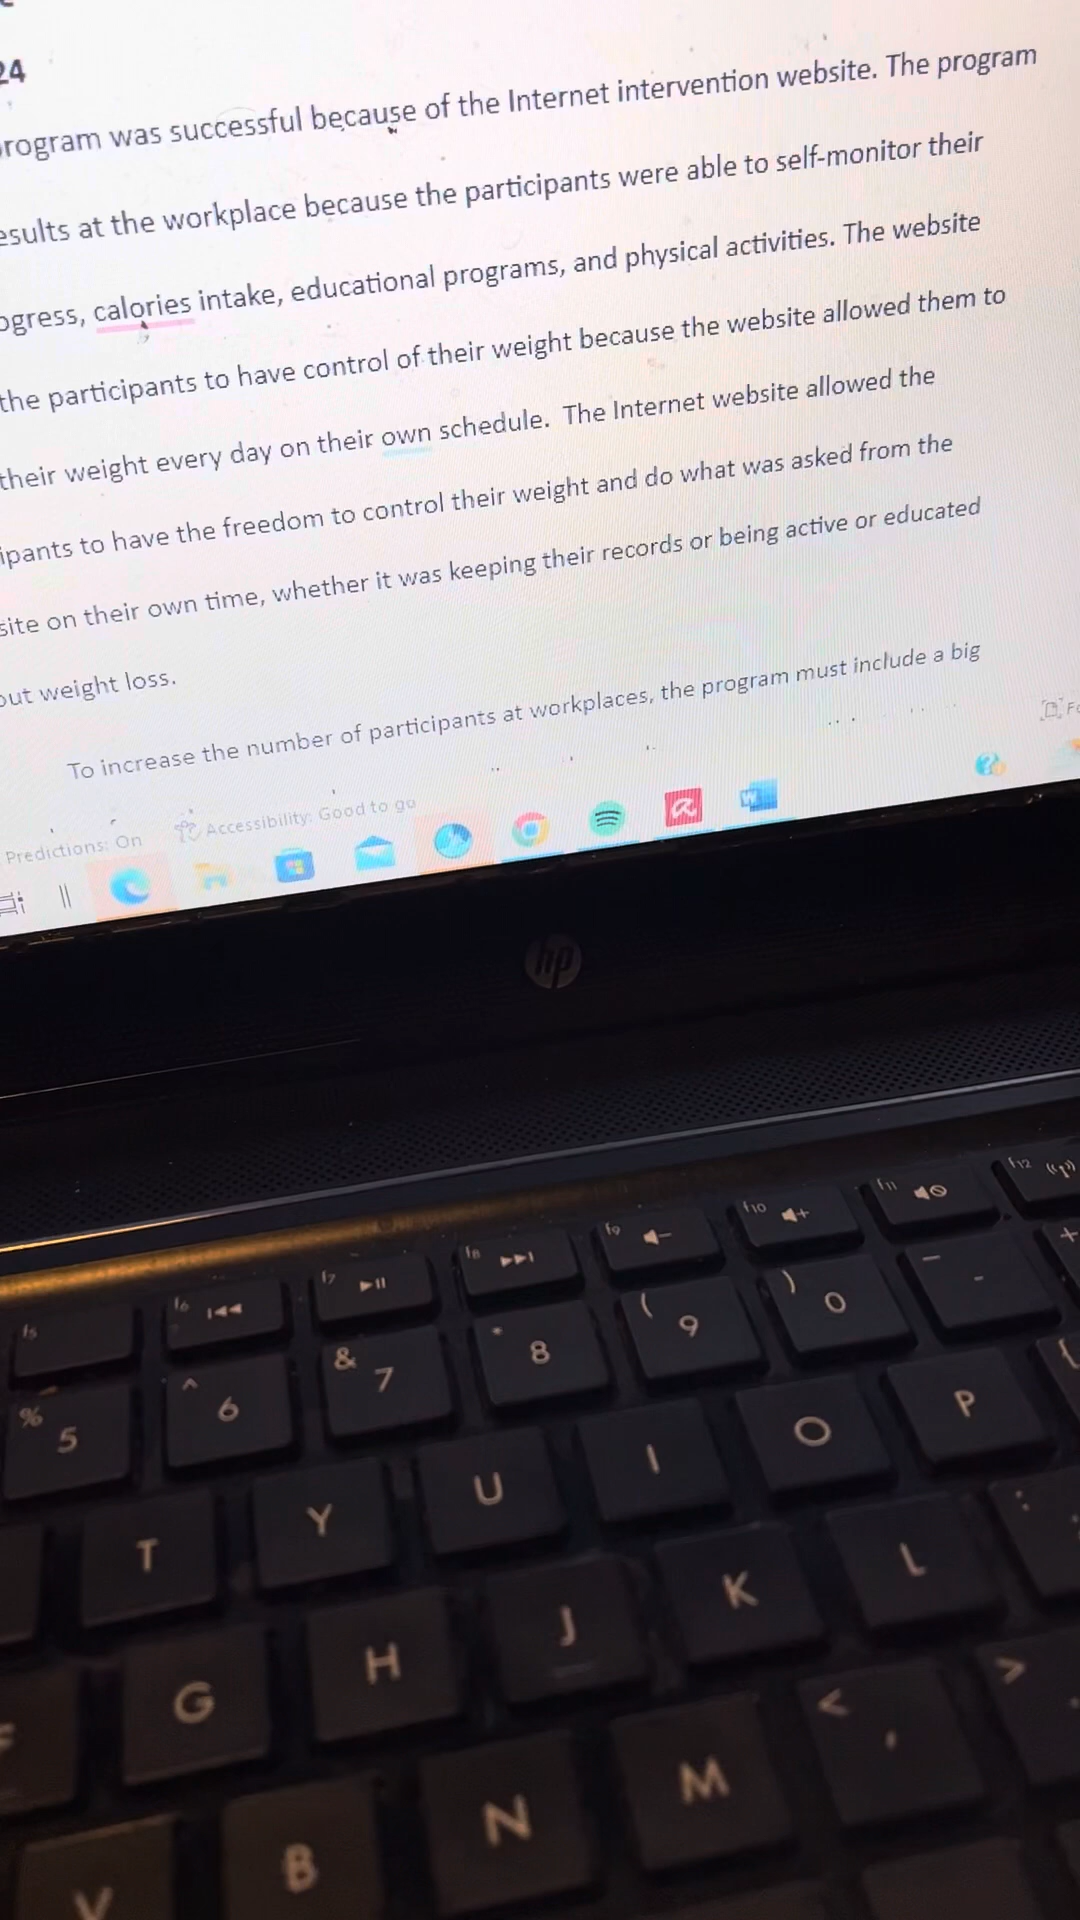 24
rogram was successful because of the Internet intervention website. The program
esults at the workplace because the participants were able to self-monitor their
ogress, calories intake, educational programs, and physical activities. The website
the participants to have control of their weight because the website allowed them to
their weight every day on their own schedule. The Internet website allowed the
ipants to have the freedom to control their weight and do what was asked from the
site on their own time, whether it was keeping their records or being active or educated
out weight loss.
To increase the number of participants at workplaces, the program must include a big
Predictions: On Accessibility: Good to go Fo
W
hp
f5 f6 f7 f8 f9 f10 f11 f12
% 5 ^ 6 & 7 * 8 ( 9 ) 0 _ - +
T Y U I O P {
G H J K L :
V B N M < , >